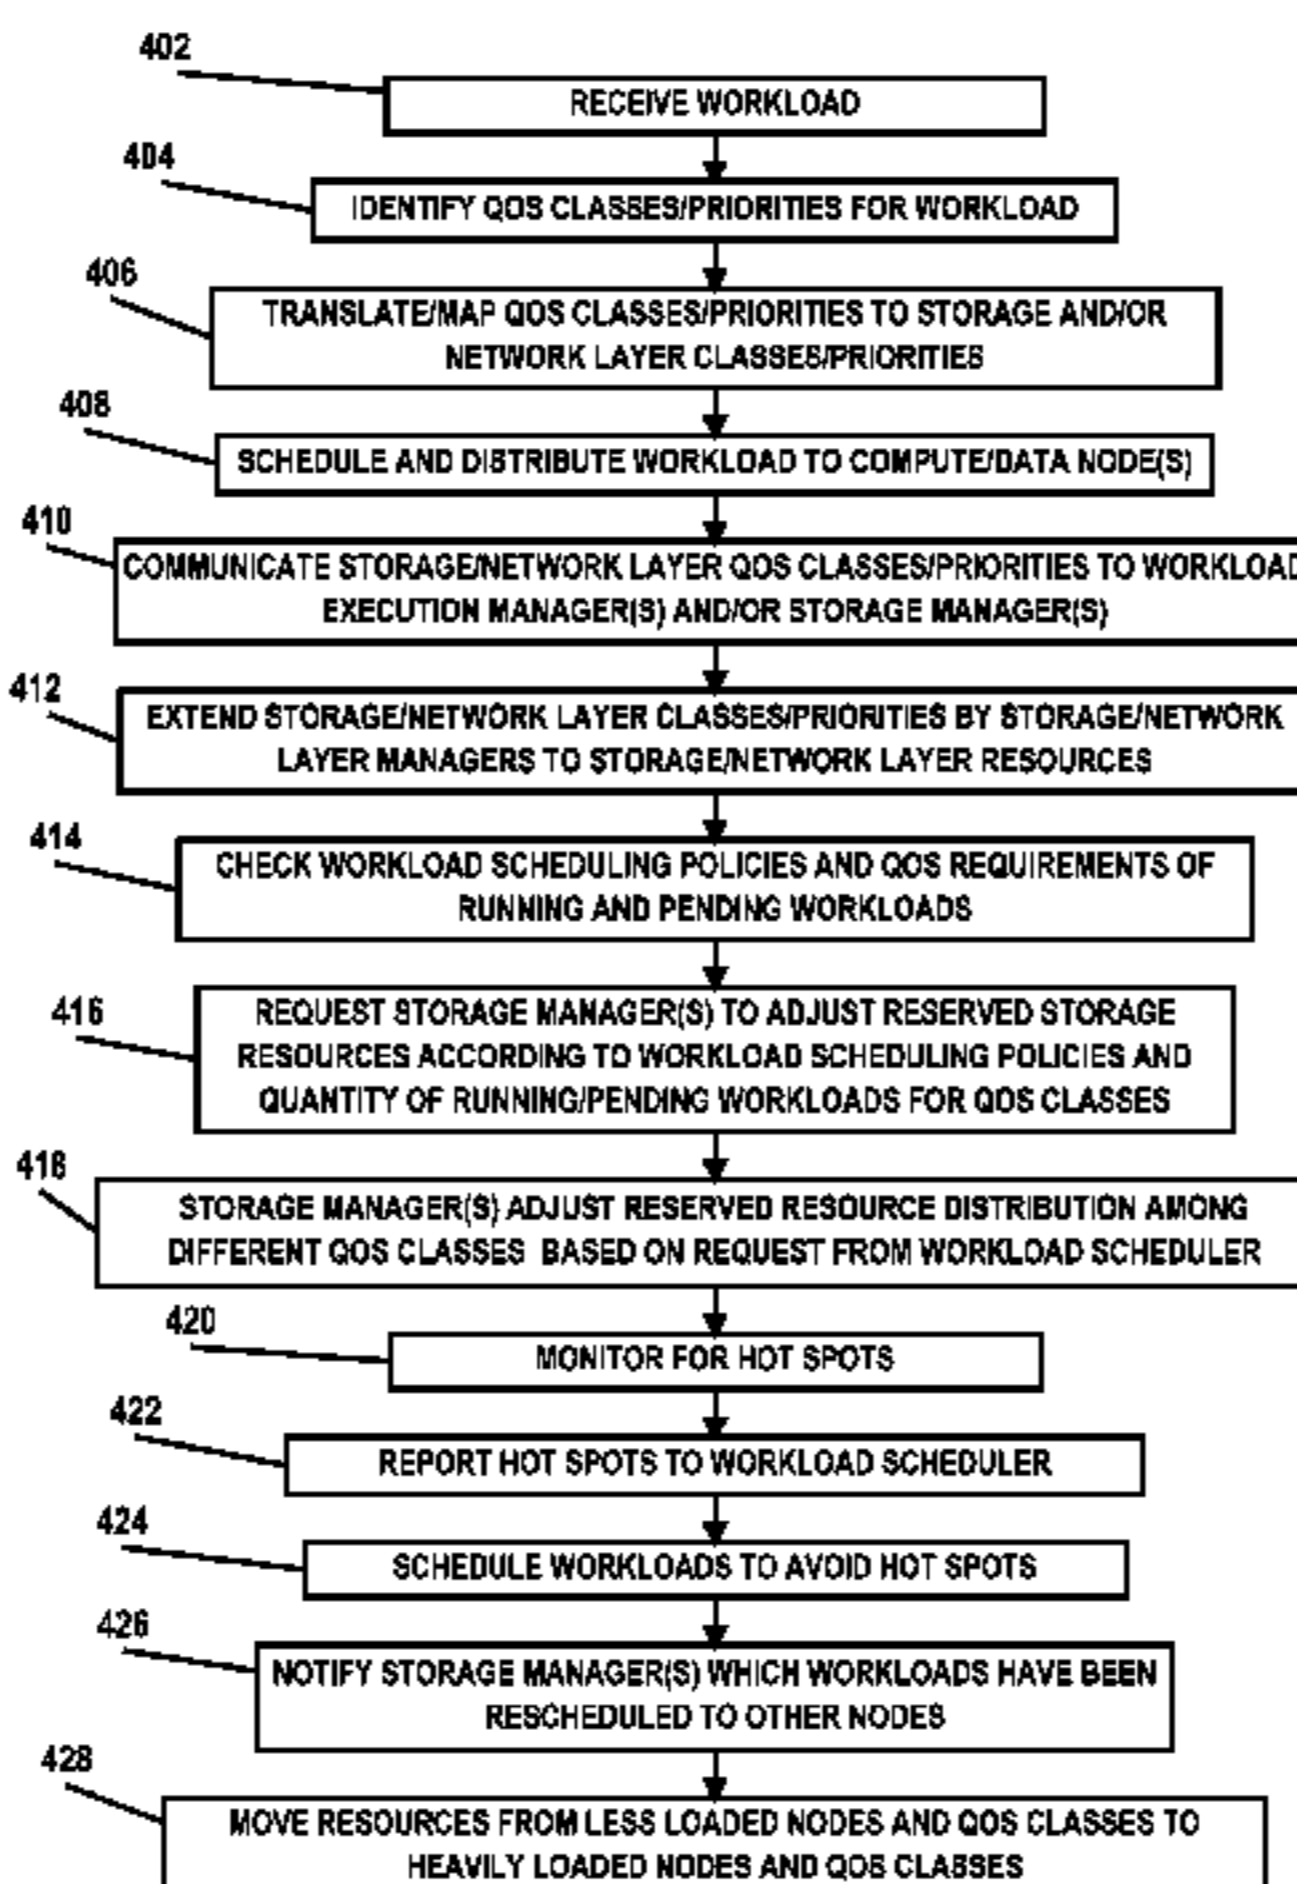 402
RECEIVE WORKLOAD
404
IDENTIFY QOS CLASSES/PRIORITIES FOR WORKLOAD
406
TRANSLATE/MAP QOS CLASSES/PRIORITIES TO STORAGE AND/OR
NETWORK LAYER CLASSES/PRIORITIES
408
SCHEDULE AND DISTRIBUTE WORKLOAD TO COMPUTE/DATA NODE(S)
410
COMMUNICATE STORAGE/NETWORK LAYER QOS CLASSES/PRIORITIES TO WORKLOAD
EXECUTION MANAGER(S) AND/OR STORAGE MANAGER(S)
412
EXTEND STORAGE/NETWORK LAYER CLASSES/PRIORITIES BY STORAGE/NETWORK
LAYER MANAGERS TO STORAGE/NETWORK LAYER RESOURCES
414
CHECK WORKLOAD SCHEDULING POLICIES AND QOS REQUIREMENTS OF
RUNNING AND PENDING WORKLOADS
416
REQUEST STORAGE MANAGER(S) TO ADJUST RESERVED STORAGE
RESOURCES ACCORDING TO WORKLOAD SCHEDULING POLICIES AND
QUANTITY OF RUNNING/PENDING WORKLOADS FOR QOS CLASSES
418
STORAGE MANAGER(S) ADJUST RESERVED RESOURCE DISTRIBUTION AMONG
DIFFERENT QOS CLASSES BASED ON REQUEST FROM WORKLOAD SCHEDULER
420
MONITOR FOR HOT SPOTS
422
REPORT HOT SPOTS TO WORKLOAD SCHEDULER
424
SCHEDULE WORKLOADS TO AVOID HOT SPOTS
426
NOTIFY STORAGE MANAGER(S) WHICH WORKLOADS HAVE BEEN
RESCHEDULED TO OTHER NODES
428
MOVE RESOURCES FROM LESS LOADED NODES AND QOS CLASSES TO
HEAVILY LOADED NODES AND QOS CLASSES